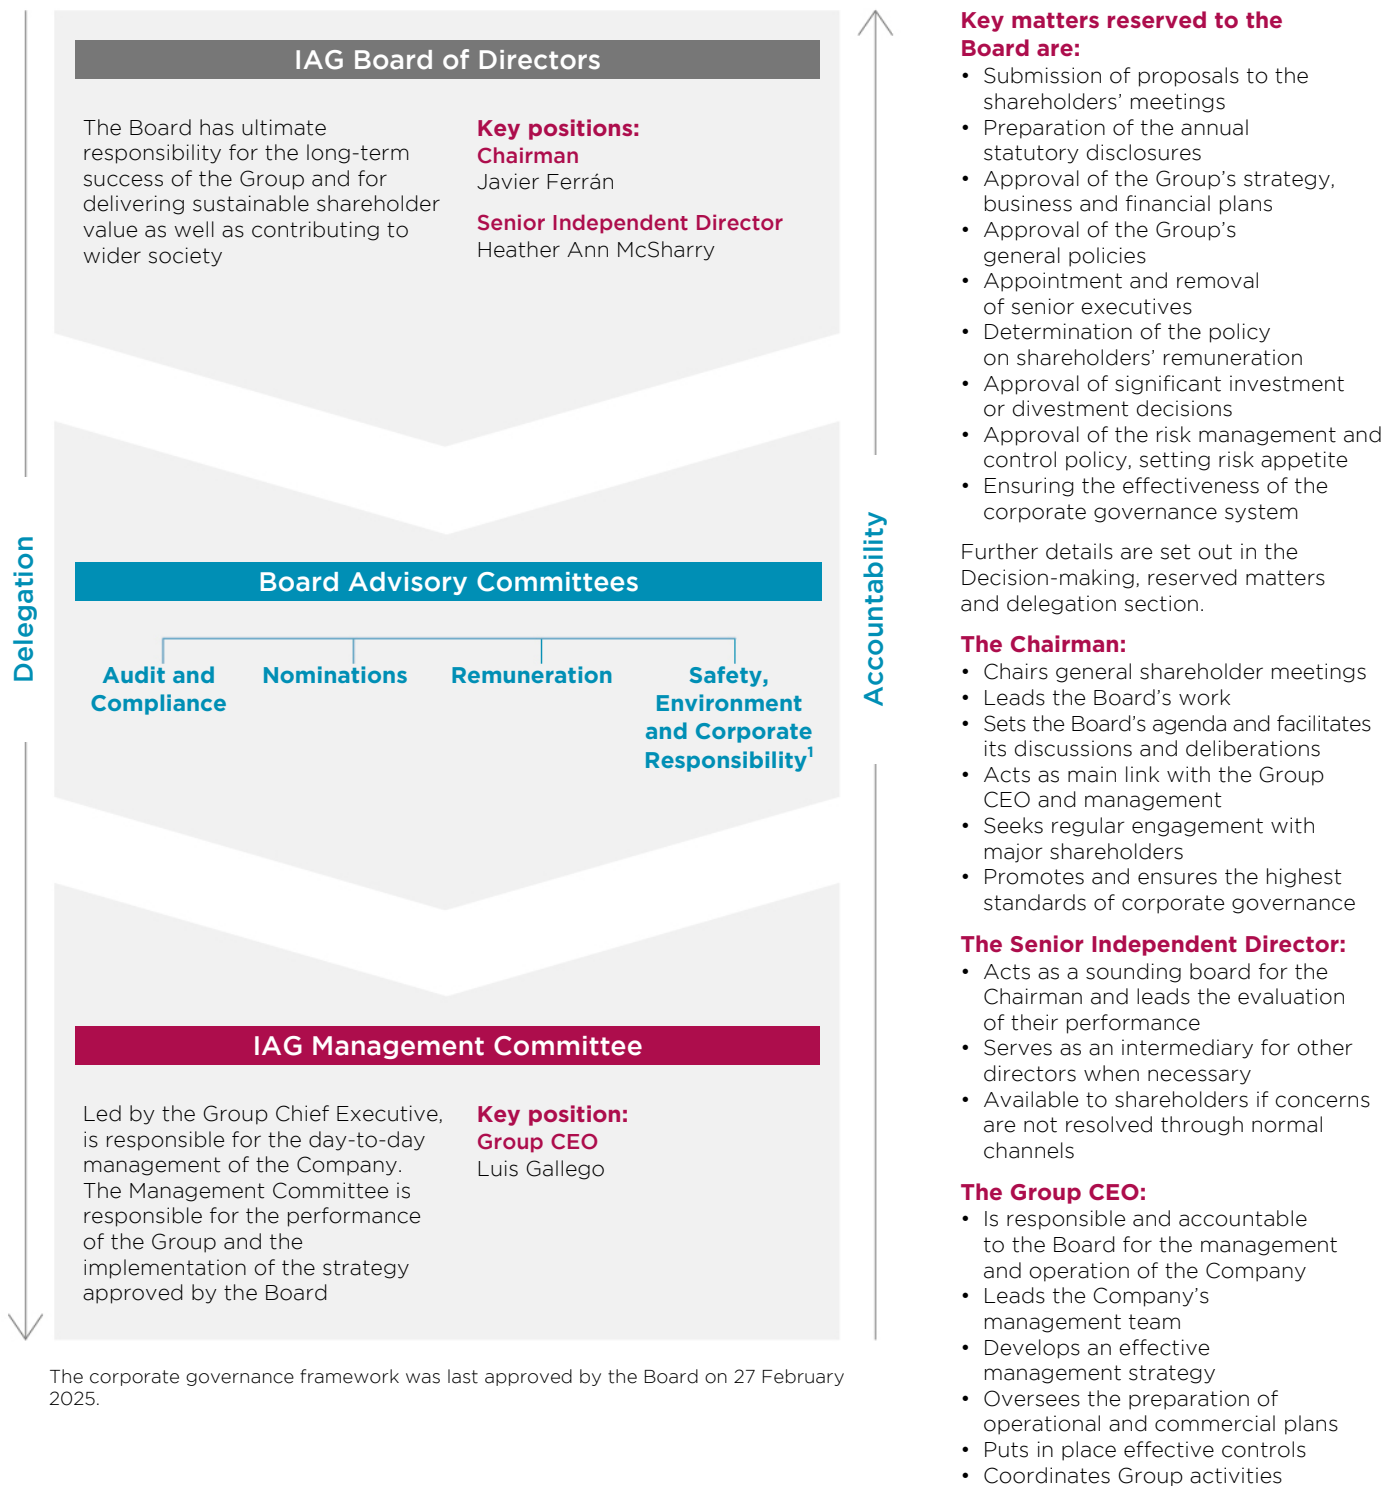 IAG Board of Directors
The Board has ultimate
responsibility for the long-term
success of the Group and for
delivering sustainable shareholder
value as well as contributing to
wider society
Key positions:
Chairman
Javier Ferrán
Senior Independent Director
Heather Ann McSharry
Delegation
Accountability
Board Advisory Committees
Audit and
Compliance
Nominations
Remuneration
Safety,
Environment
and Corporate
Responsibility¹
IAG Management Committee
Led by the Group Chief Executive,
is responsible for the day-to-day
management of the Company.
The Management Committee is
responsible for the performance
of the Group and the
implementation of the strategy
approved by the Board
Key position:
Group CEO
Luis Gallego
The corporate governance framework was last approved by the Board on 27 February
2025.
Key matters reserved to the
Board are:
• Submission of proposals to the
shareholders’ meetings
• Preparation of the annual
statutory disclosures
• Approval of the Group’s strategy,
business and financial plans
• Approval of the Group’s
general policies
• Appointment and removal
of senior executives
• Determination of the policy
on shareholders’ remuneration
• Approval of significant investment
or divestment decisions
• Approval of the risk management and
control policy, setting risk appetite
• Ensuring the effectiveness of the
corporate governance system
Further details are set out in the
Decision-making, reserved matters
and delegation section.
The Chairman:
• Chairs general shareholder meetings
• Leads the Board’s work
• Sets the Board’s agenda and facilitates
its discussions and deliberations
• Acts as main link with the Group
CEO and management
• Seeks regular engagement with
major shareholders
• Promotes and ensures the highest
standards of corporate governance
The Senior Independent Director:
• Acts as a sounding board for the
Chairman and leads the evaluation
of their performance
• Serves as an intermediary for other
directors when necessary
• Available to shareholders if concerns
are not resolved through normal
channels
The Group CEO:
• Is responsible and accountable
to the Board for the management
and operation of the Company
• Leads the Company’s
management team
• Develops an effective
management strategy
• Oversees the preparation of
operational and commercial plans
• Puts in place effective controls
• Coordinates Group activities